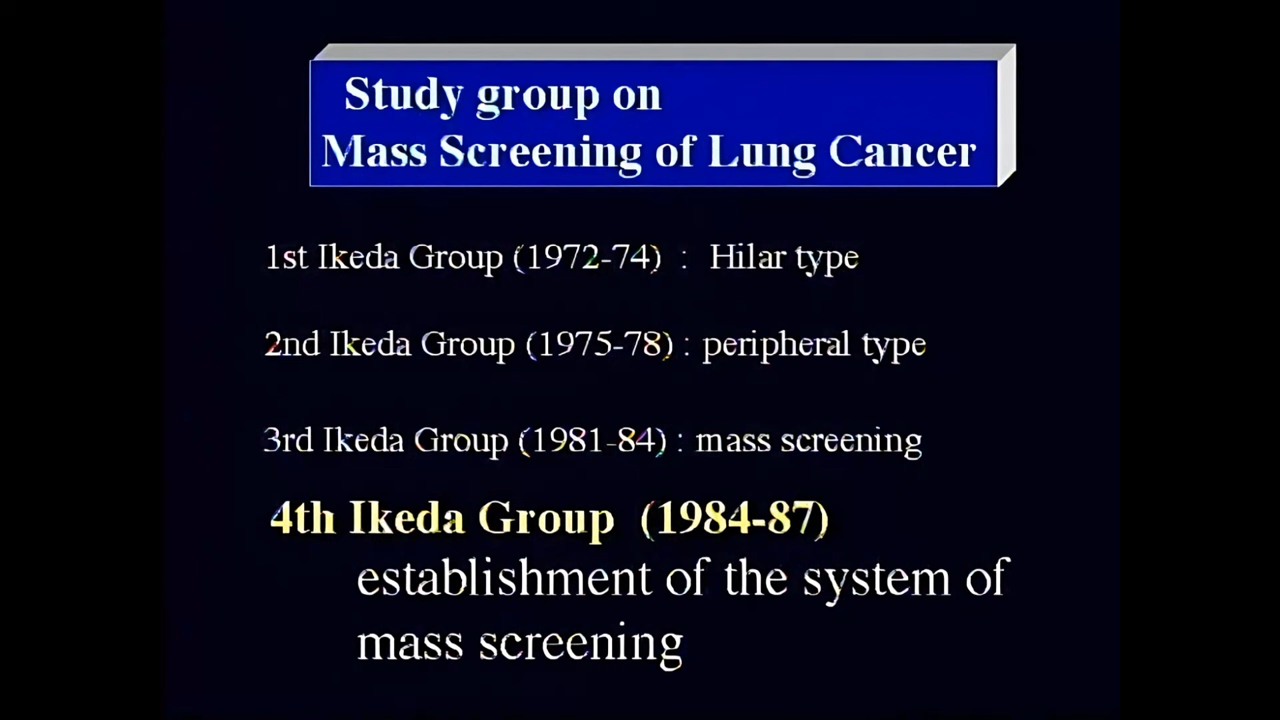 Study group on
Mass Screening of Lung Cancer
1st Ikeda Group (1972-74) : Hilar type
2nd Ikeda Group (1975-78) : peripheral type
3rd Ikeda Group (1981-84) : mass screening
4th Ikeda Group (1984-87)
establishment of the system of
mass screening